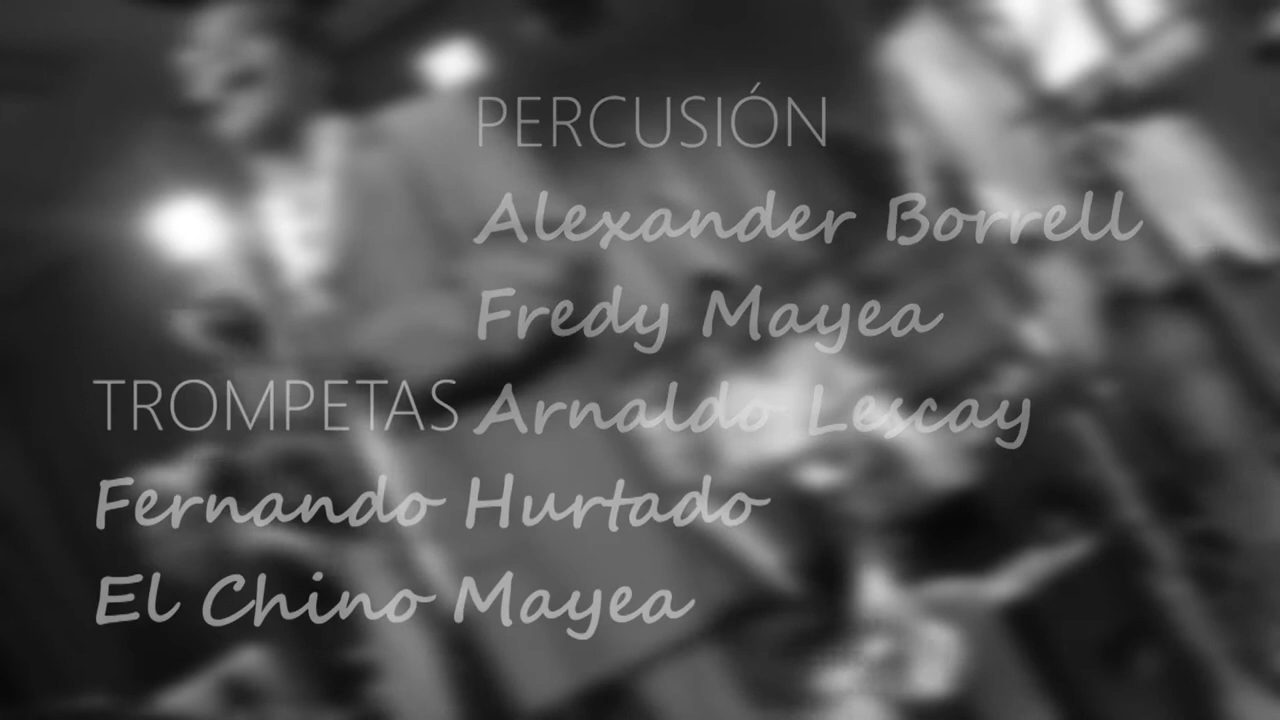 PERCUSIÓN
Alexander Borrell
Fredy Mayea
Arnaldo Lescay
TROMPETAS
Fernando Hurtado
El Chino Mayea